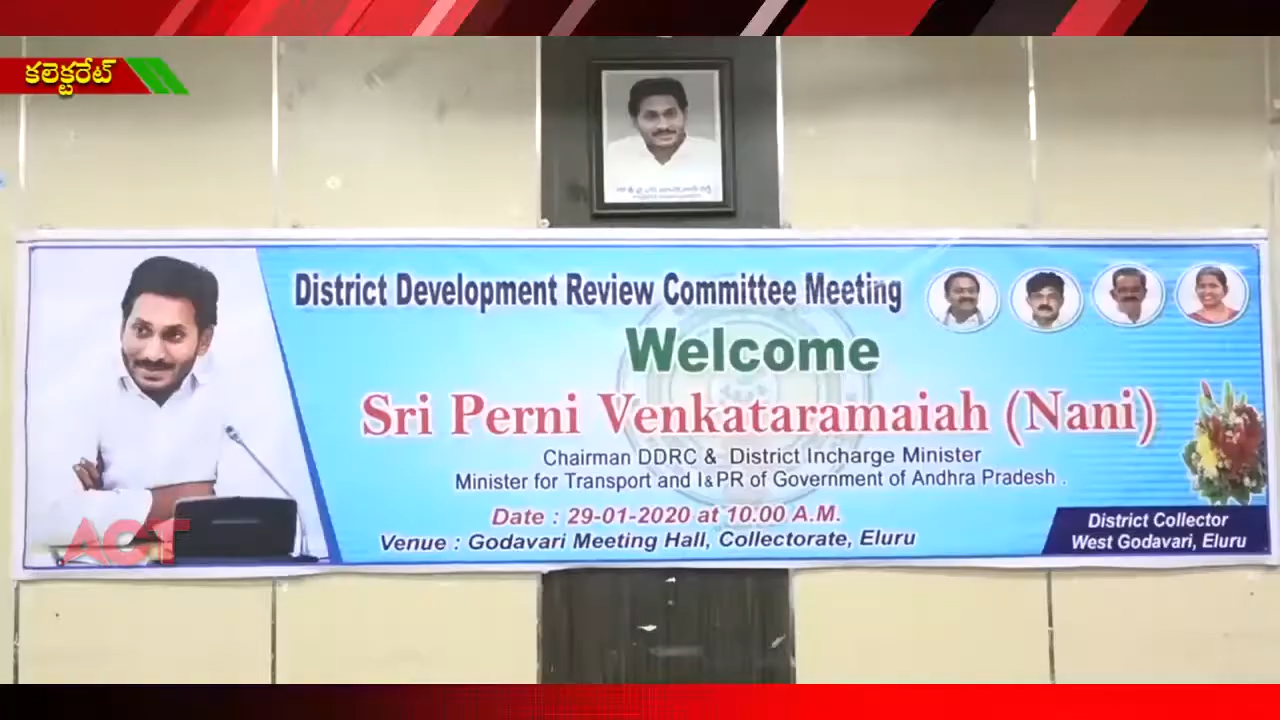 కలెక్టరేట్
District Development Review Committee Meeting
Welcome
Sri Perni Venkataramaiah (Nani)
Chairman DDRC & District Incharge Minister
Minister for Transport and I&PR of Government of Andhra Pradesh .
Date : 29-01-2020 at 10.00 A.M.
Venue : Godavari Meeting Hall, Collectorate, Eluru
District Collector
West Godavari, Eluru
ACT